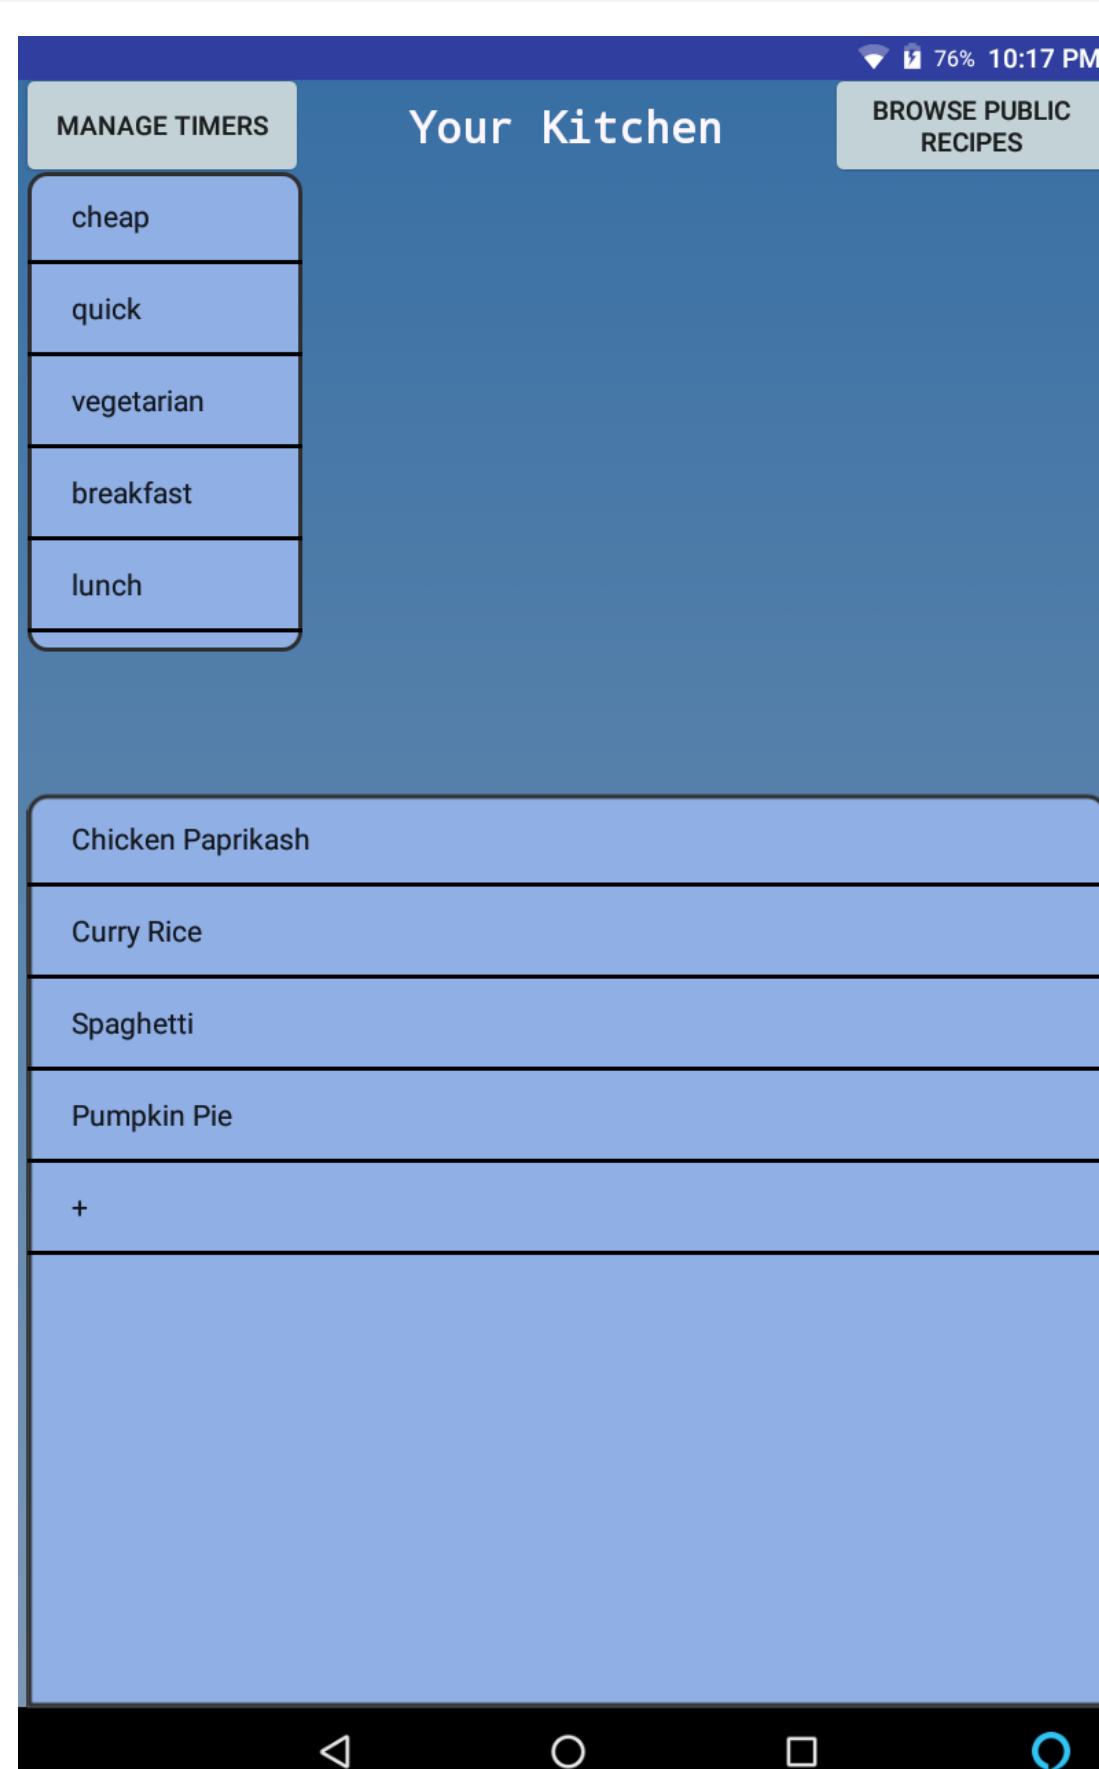 76% 10:17 PM
MANAGE TIMERS
Your Kitchen
BROWSE PUBLIC
RECIPES
cheap
quick
vegetarian
breakfast
lunch
Chicken Paprikash
Curry Rice
Spaghetti
Pumpkin Pie
+